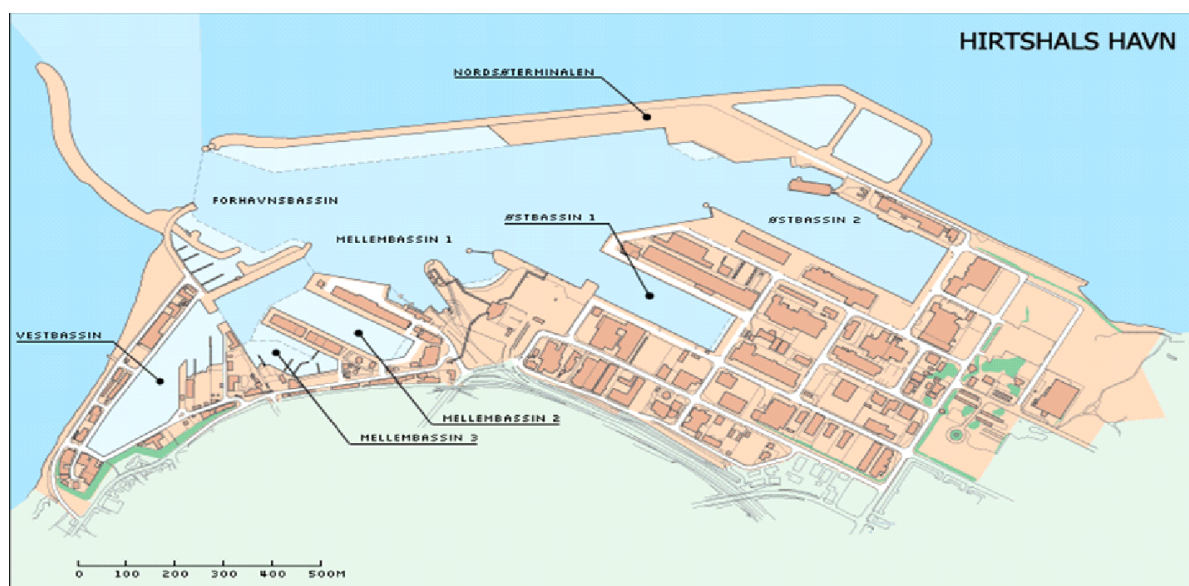 HIRTSHALS HAVN
NORDSØTERMINALEN
FORHAVNSBASSIN
ØSTBASSIN 1
ØSTBASSIN 2
MELLEMBASSIN 1
VESTBASSIN
MELLEMBASSIN 2
MELLEMBASSIN 3
0 100 200 300 400 500M